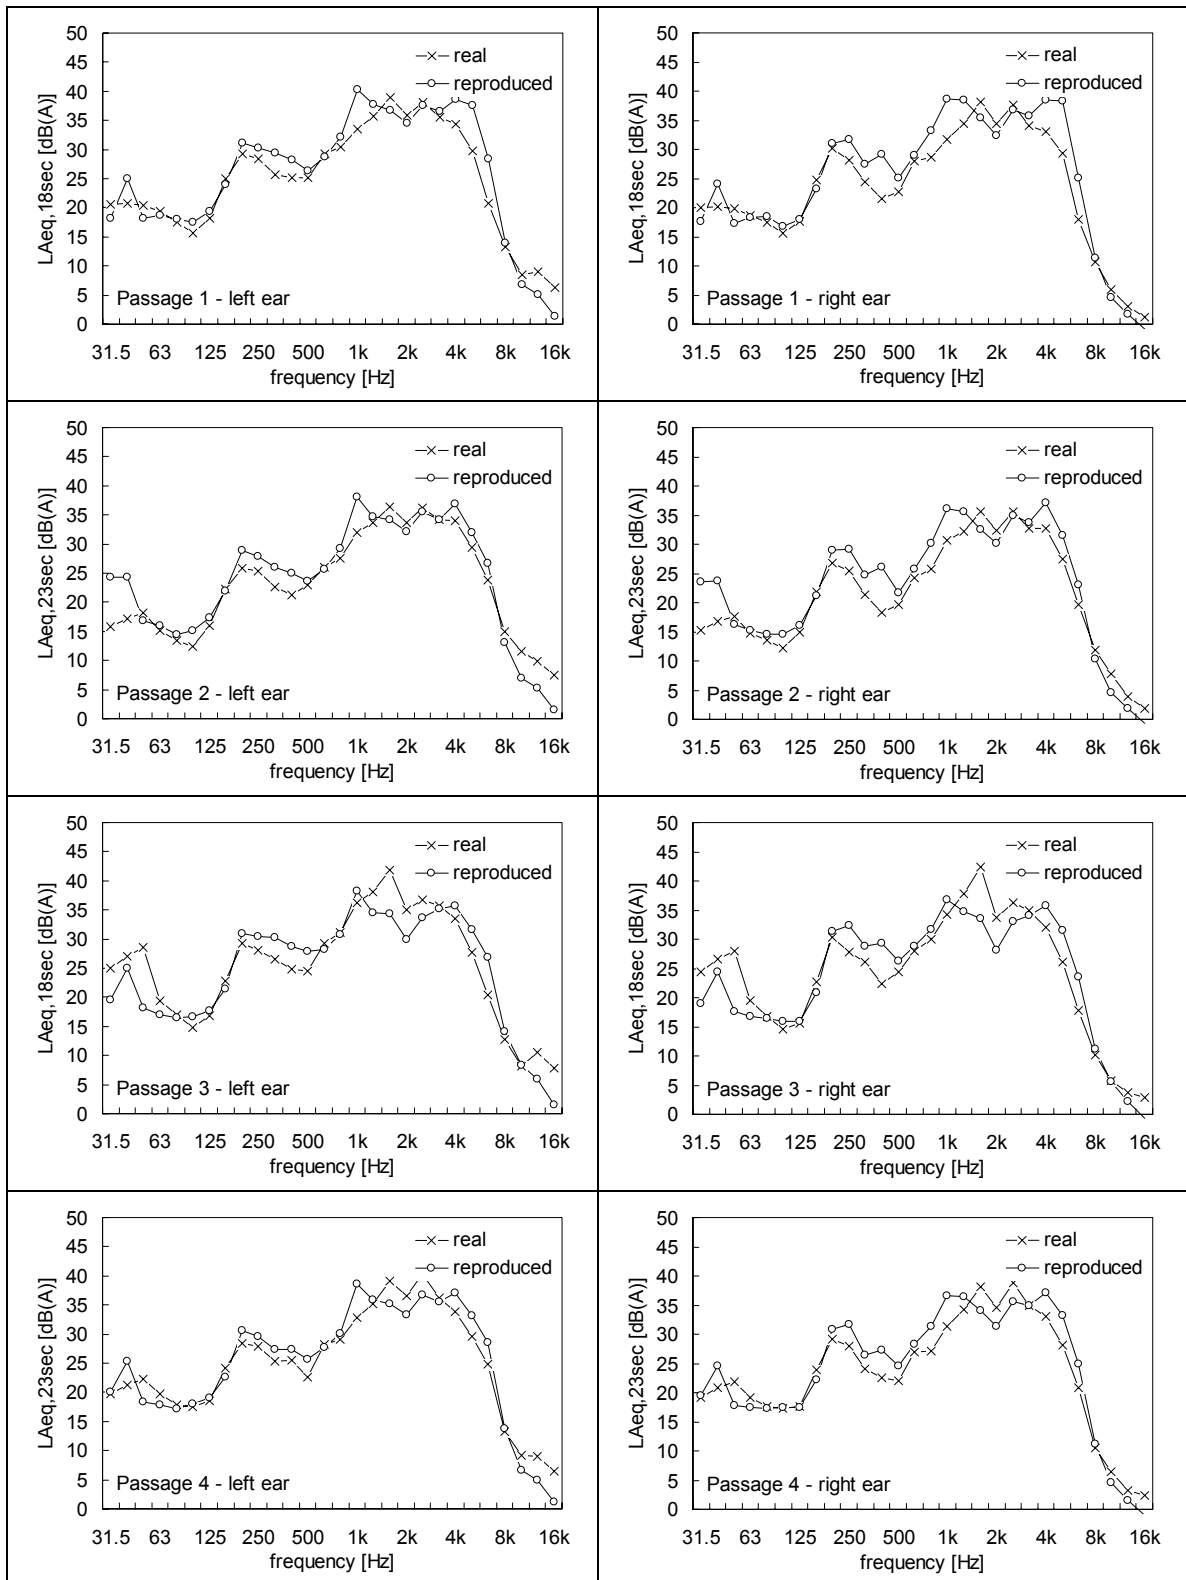 50
45
40
35
30
25
20
15
10
5
0
LAeq,18sec [dB(A)]
real
reproduced
Passage 1 - left ear
31.5 63 125 250 500 1k 2k 4k 8k 16k
frequency [Hz]
50
45
40
35
30
25
20
15
10
5
0
LAeq,18sec [dB(A)]
real
reproduced
Passage 1 - right ear
31.5 63 125 250 500 1k 2k 4k 8k 16k
frequency [Hz]
50
45
40
35
30
25
20
15
10
5
0
LAeq,23sec [dB(A)]
real
reproduced
Passage 2 - left ear
31.5 63 125 250 500 1k 2k 4k 8k 16k
frequency [Hz]
50
45
40
35
30
25
20
15
10
5
0
LAeq,23sec [dB(A)]
real
reproduced
Passage 2 - right ear
31.5 63 125 250 500 1k 2k 4k 8k 16k
frequency [Hz]
50
45
40
35
30
25
20
15
10
5
0
LAeq,18sec [dB(A)]
real
reproduced
Passage 3 - left ear
31.5 63 125 250 500 1k 2k 4k 8k 16k
frequency [Hz]
50
45
40
35
30
25
20
15
10
5
0
LAeq,18sec [dB(A)]
real
reproduced
Passage 3 - right ear
31.5 63 125 250 500 1k 2k 4k 8k 16k
frequency [Hz]
50
45
40
35
30
25
20
15
10
5
0
LAeq,23sec [dB(A)]
real
reproduced
Passage 4 - left ear
31.5 63 125 250 500 1k 2k 4k 8k 16k
frequency [Hz]
50
45
40
35
30
25
20
15
10
5
0
LAeq,23sec [dB(A)]
real
reproduced
Passage 4 - right ear
31.5 63 125 250 500 1k 2k 4k 8k 16k
frequency [Hz]